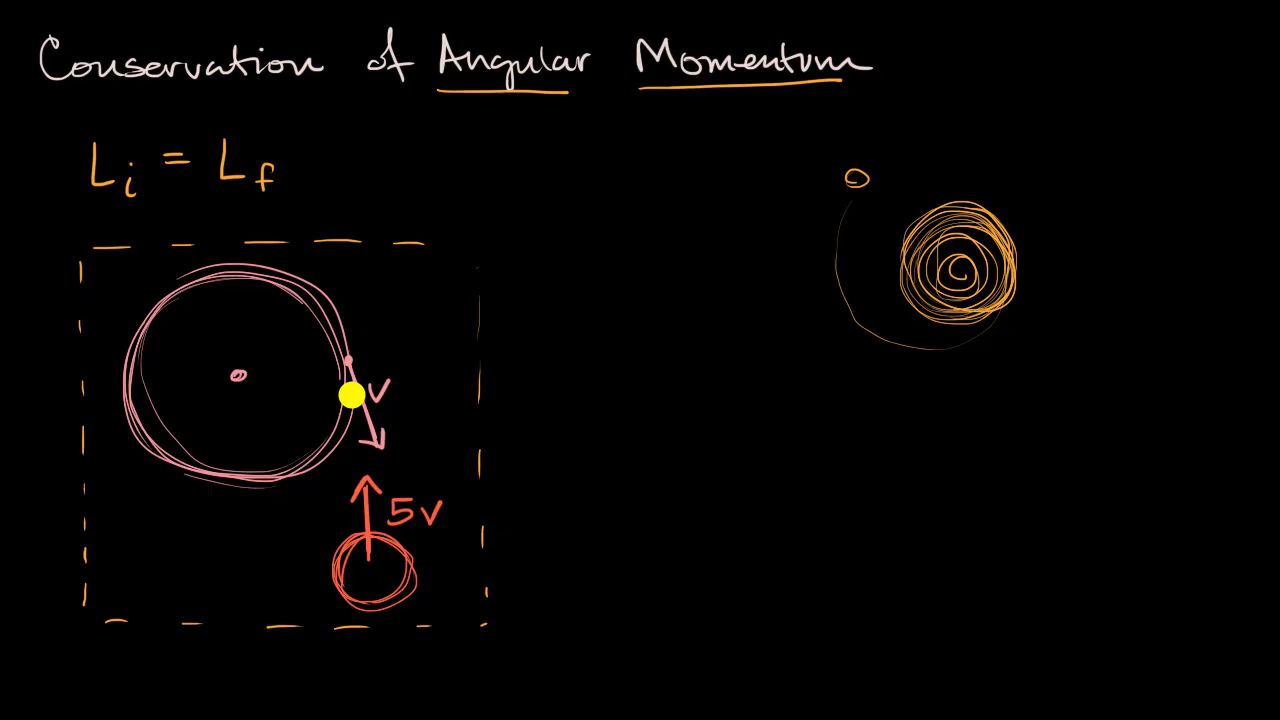 Conservation of Angular Momentum
Li = Lf
v
5v